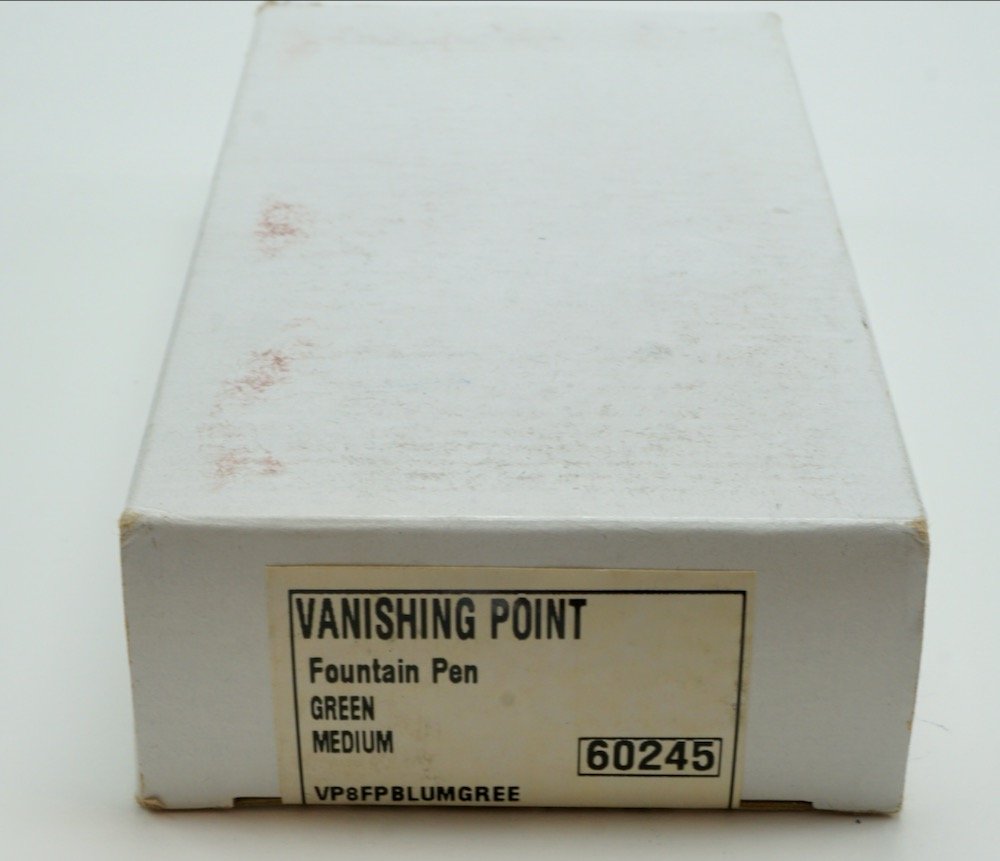 VANISHING POINT
Fountain Pen
GREEN
MEDIUM
60245
VP8FPBLUMGREE